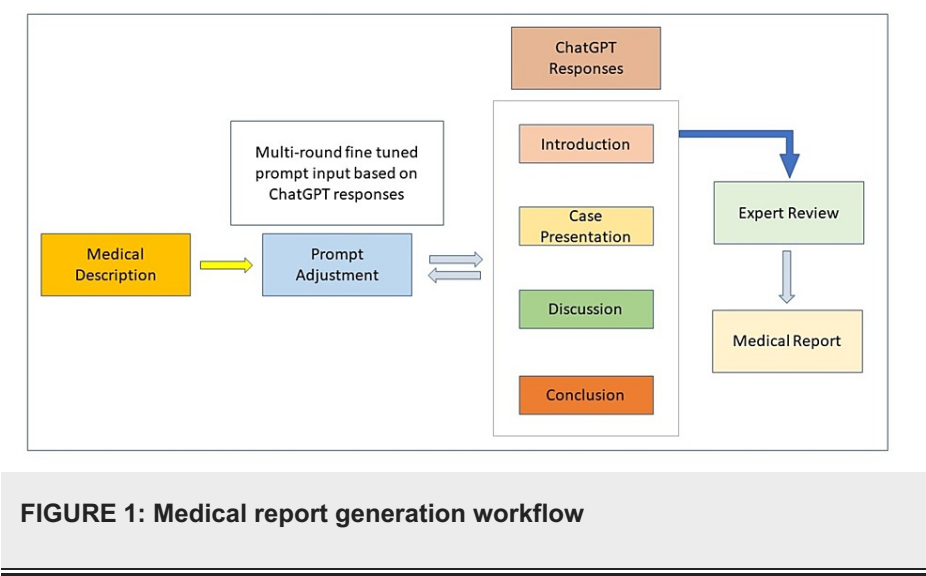 ChatGPT
Responses
Multi-round fine tuned
prompt input based on
ChatGPT responses
Medical
Description
Prompt
Adjustment
Introduction
Case
Presentation
Discussion
Conclusion
Expert Review
Medical Report
FIGURE 1: Medical report generation workflow